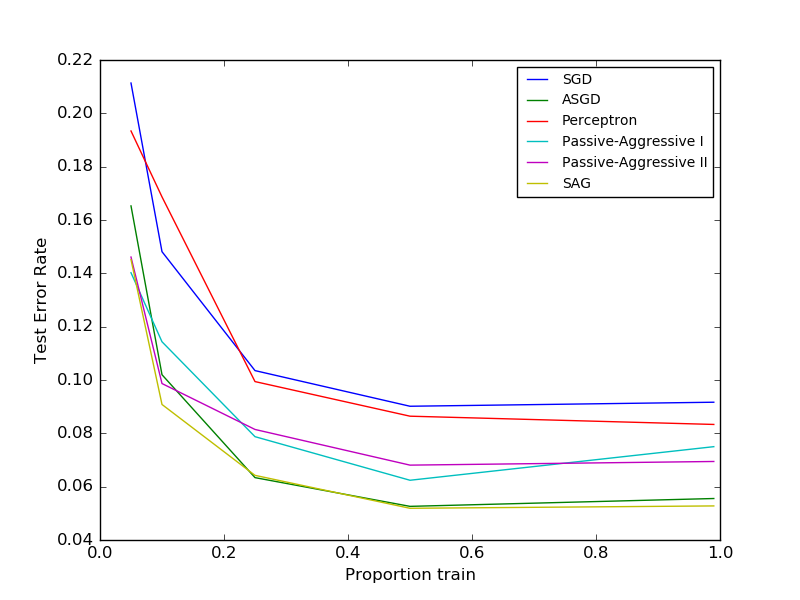 0.22
0.20
0.18
0.16
0.14
0.12
0.10
0.08
0.06
0.04
Test Error Rate
SGD
ASGD
Perceptron
Passive-Aggressive I
Passive-Aggressive II
SAG
0.0 0.2 0.4 0.6 0.8 1.0
Proportion train